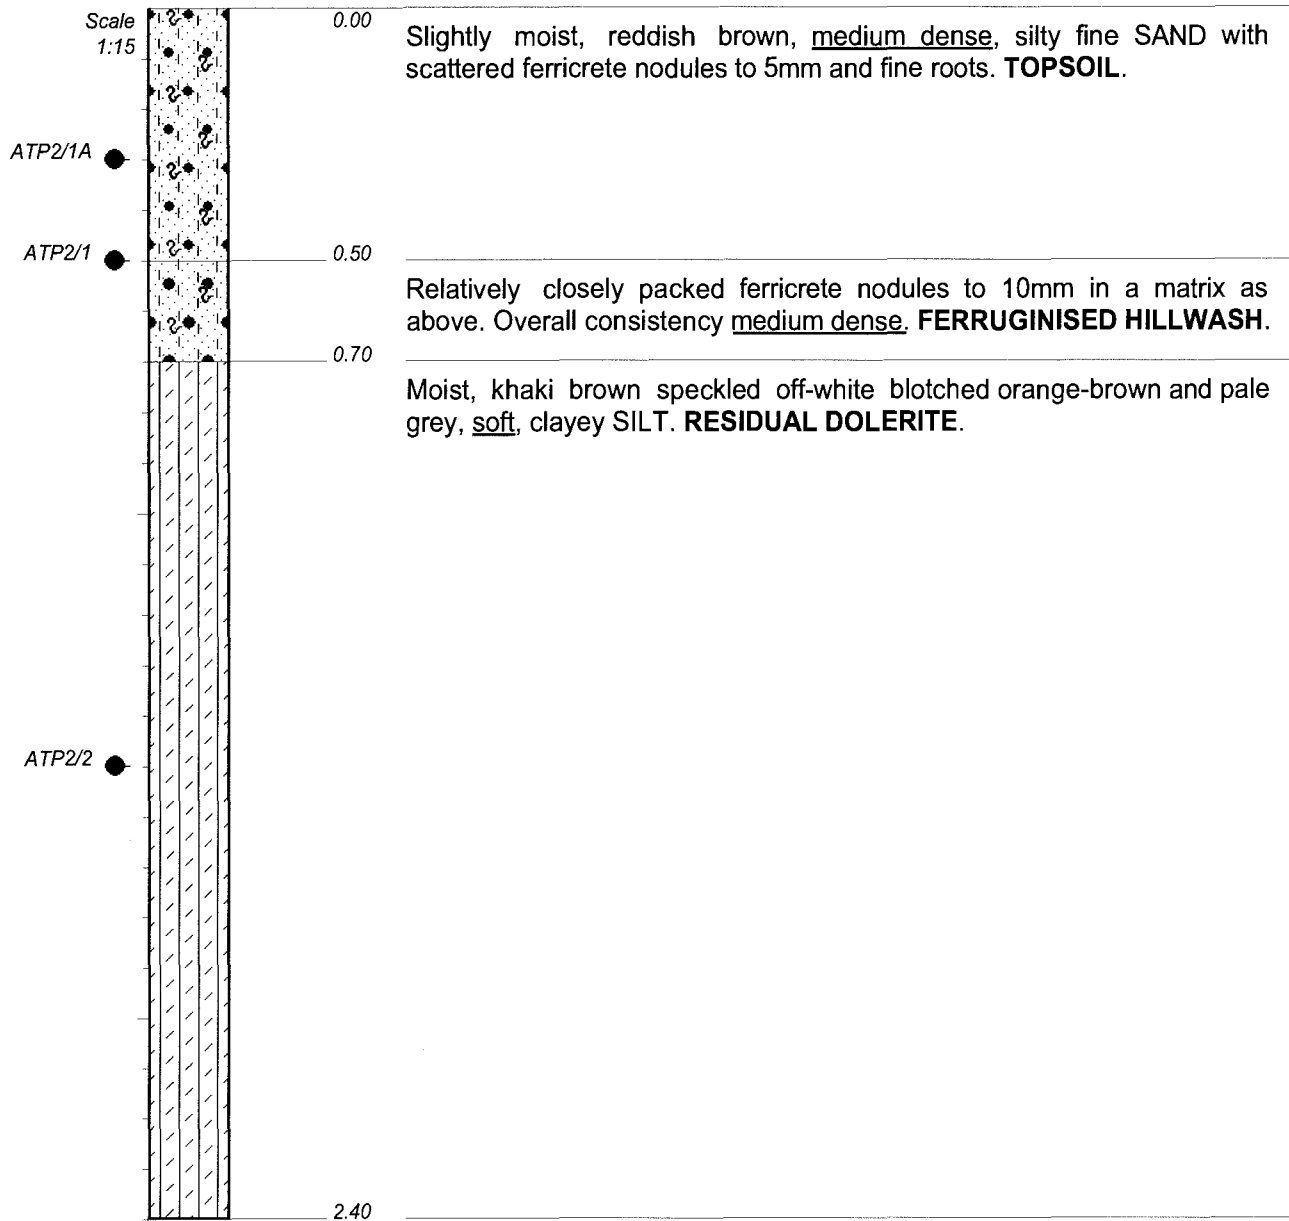 Scale
1:15
0.00
Slightly moist, reddish brown, medium dense, silty fine SAND with
scattered ferricrete nodules to 5mm and fine roots. TOPSOIL.
ATP2/1A
ATP2/1
0.50
Relatively closely packed ferricrete nodules to 10mm in a matrix as
above. Overall consistency medium dense. FERRUGINISED HILLWASH.
0.70
Moist, khaki brown speckled off-white blotched orange-brown and pale
grey, soft, clayey SILT. RESIDUAL DOLERITE.
ATP2/2
2.40